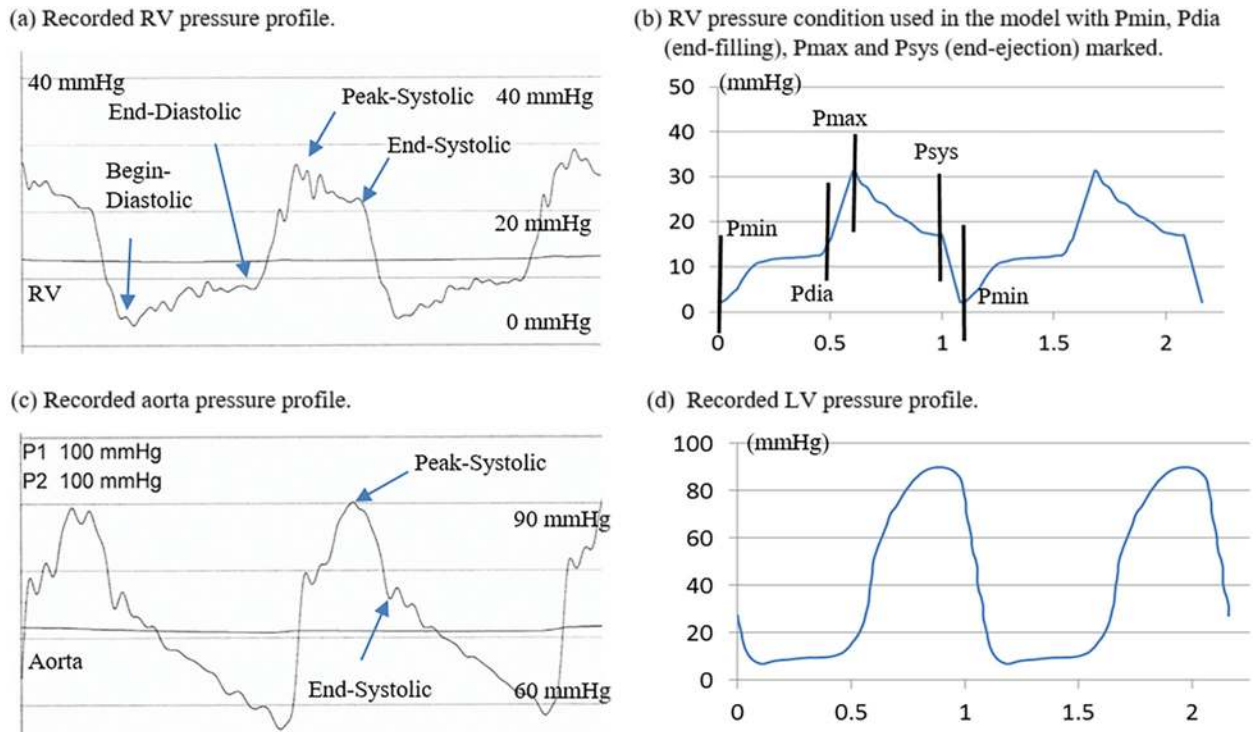 (a) Recorded RV pressure profile.
40 mmHg
End-Diastolic
Peak-Systolic
40 mmHg
End-Systolic
Begin-
Diastolic
20 mmHg
RV
0 mmHg
(b) RV pressure condition used in the model with Pmin, Pdia
(end-filling), Pmax and Psys (end-ejection) marked.
(mmHg)
50
40
30
20
10
0
Pmax
Psys
Pmin
Pdia
Pmin
0
0.5
1
1.5
2
(c) Recorded aorta pressure profile.
P1 100 mmHg
P2 100 mmHg
Peak-Systolic
90 mmHg
Aorta
End-Systolic
60 mmHg
(d) Recorded LV pressure profile.
(mmHg)
100
80
60
40
20
0
0
0.5
1
1.5
2